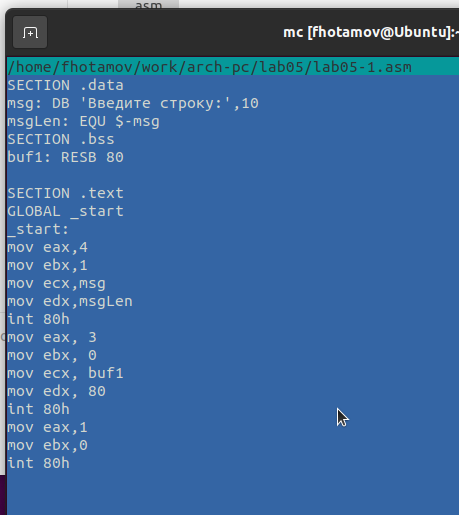 asm
mc [fhotamov@Ubuntu]:~
/home/fhotamov/work/arch-pc/lab05/lab05-1.asm
SECTION .data
msg: DB 'Введите строку:',10
msgLen: EQU $-msg
SECTION .bss
buf1: RESB 80
SECTION .text
GLOBAL _start
_start:
mov eax,4
mov ebx,1
mov ecx,msg
mov edx,msgLen
int 80h
mov eax, 3
mov ebx, 0
mov ecx, buf1
mov edx, 80
int 80h
mov eax,1
mov ebx,0
int 80h